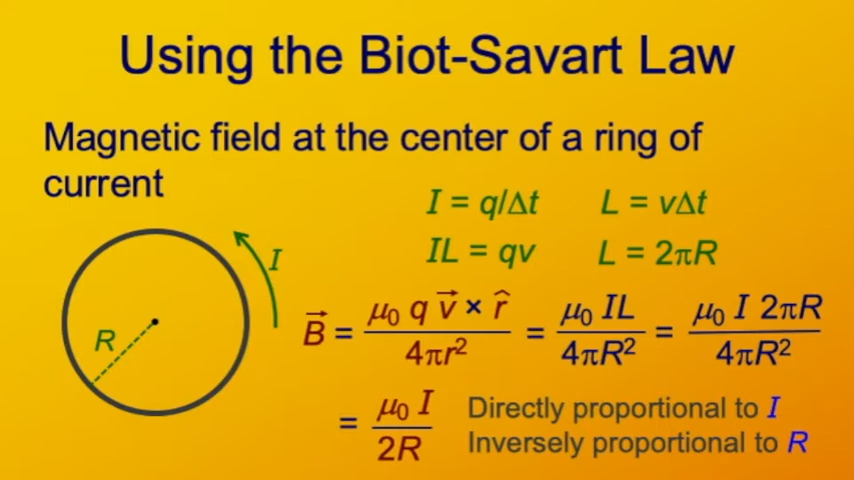 Using the Biot-Savart Law
Magnetic field at the center of a ring of
current
I = q/Δt L = vΔt
IL = qv L = 2πR
I
R
B⃗ = μ₀ q v⃗ × r̂ / 4πr² = μ₀ IL / 4πR² = μ₀ I 2πR / 4πR²
= μ₀ I / 2R
Directly proportional to I
Inversely proportional to R